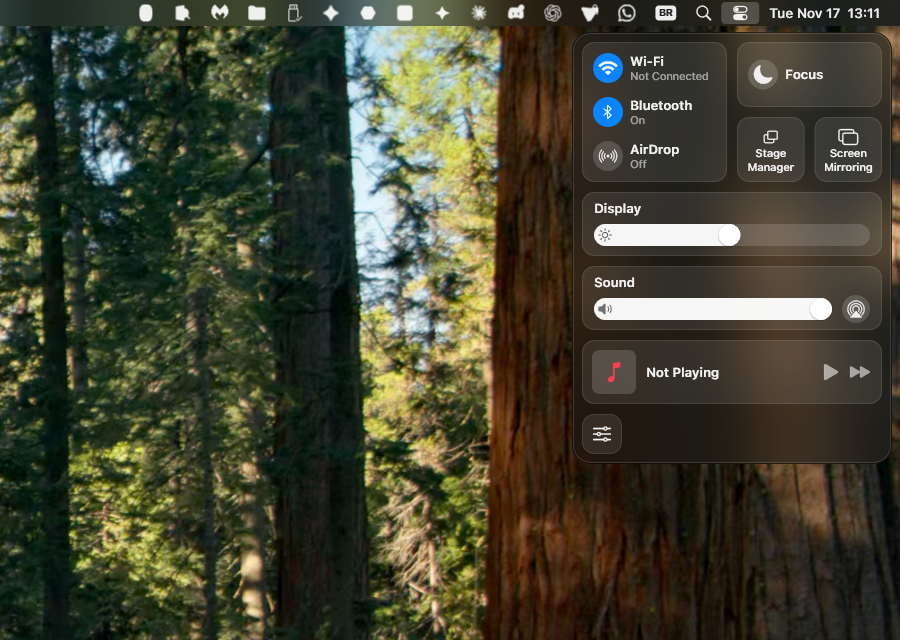 BR
Tue Nov 17 13:11
Wi-Fi
Not Connected
Bluetooth
On
AirDrop
Off
Focus
Stage
Manager
Screen
Mirroring
Display
Sound
Not Playing